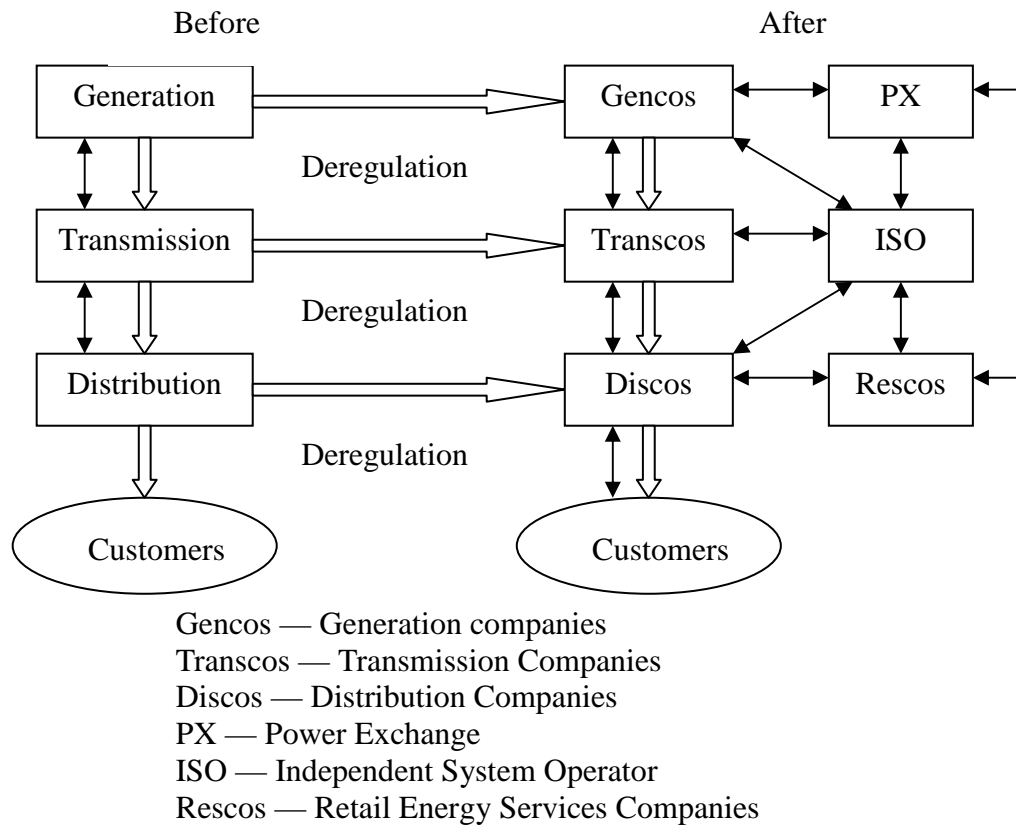 Before
After
Generation
Gencos
PX
Deregulation
Transmission
Transcos
ISO
Deregulation
Distribution
Discos
Rescos
Deregulation
Customers
Customers
Gencos — Generation companies
Transcos — Transmission Companies
Discos — Distribution Companies
PX — Power Exchange
ISO — Independent System Operator
Rescos — Retail Energy Services Companies